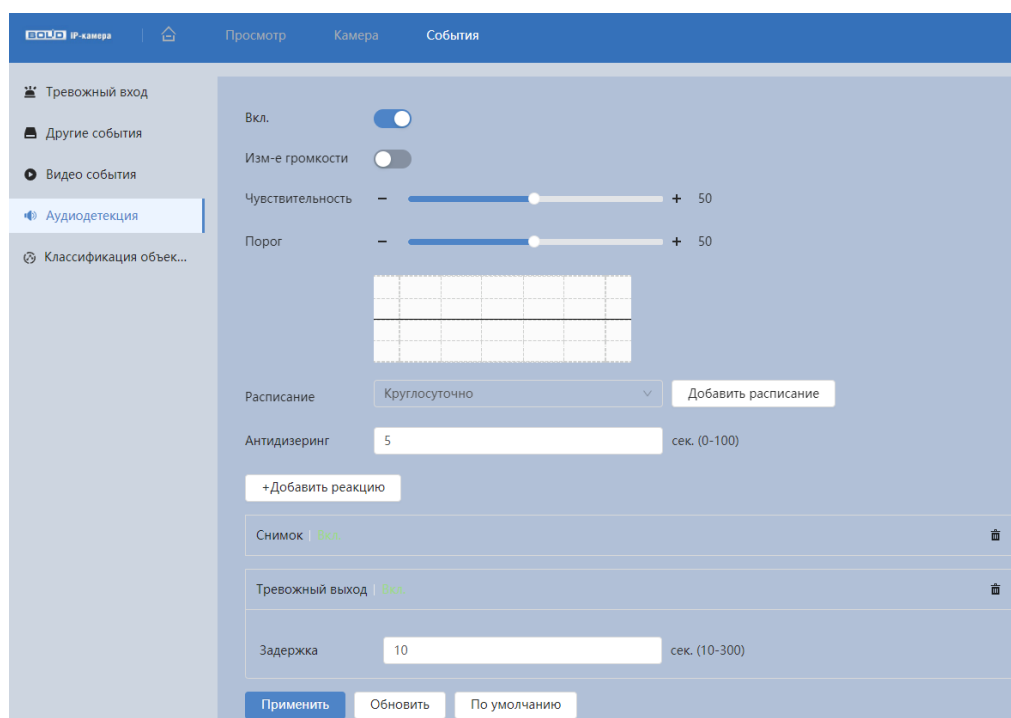 IP-камера
Просмотр Камера События
Тревожный вход
Другие события
Видео события
Аудиодетекция
Классификация объек...
Вкл.
Изм-е громкости
Чувствительность − + 50
Порог − + 50
Расписание Круглосуточно Добавить расписание
Антидизеринг 5 сек. (0-100)
+Добавить реакцию
Снимок |
Тревожный выход |
Задержка 10 сек. (10-300)
Применить Обновить По умолчанию